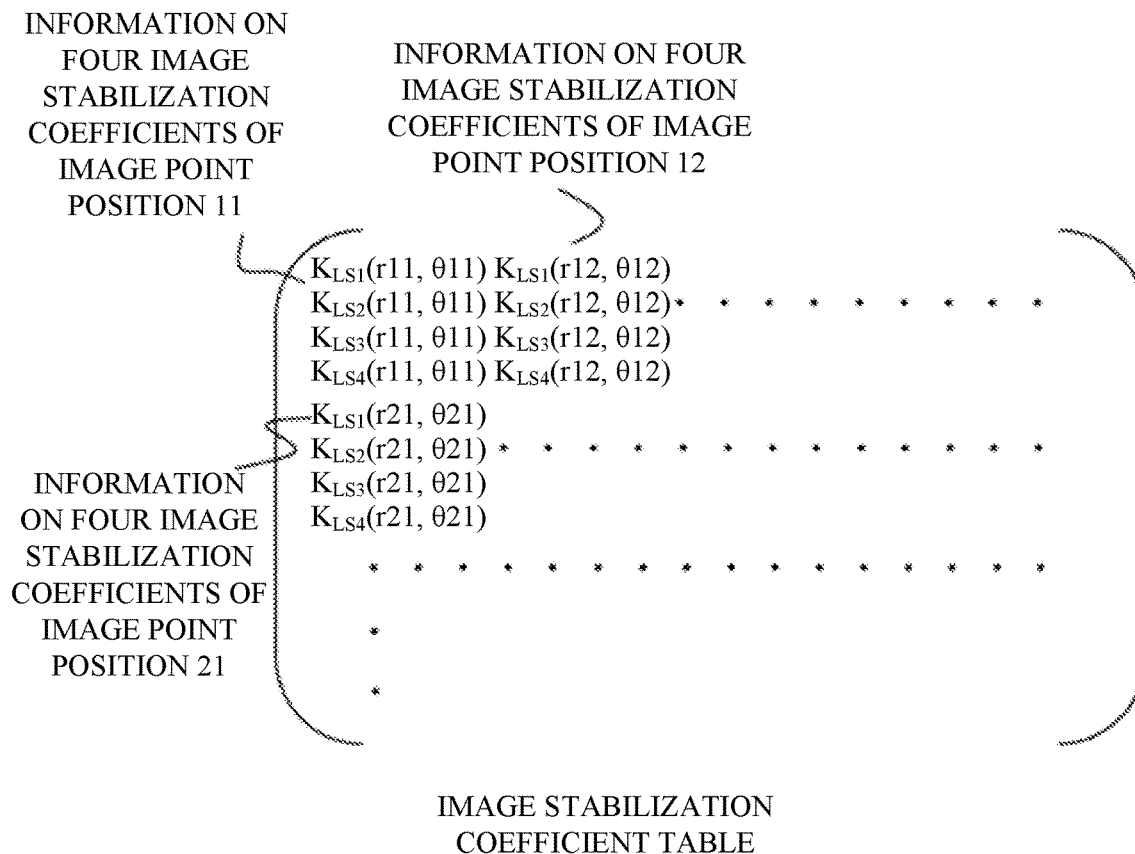 INFORMATION ON
FOUR IMAGE
STABILIZATION
COEFFICIENTS OF
IMAGE POINT
POSITION 11
INFORMATION ON FOUR
IMAGE STABILIZATION
COEFFICIENTS OF IMAGE
POINT POSITION 12
K_LS1(r11, θ11) K_LS1(r12, θ12)
K_LS2(r11, θ11) K_LS2(r12, θ12)
K_LS3(r11, θ11) K_LS3(r12, θ12)
K_LS4(r11, θ11) K_LS4(r12, θ12)
K_LS1(r21, θ21)
K_LS2(r21, θ21)
K_LS3(r21, θ21)
K_LS4(r21, θ21)
INFORMATION
ON FOUR IMAGE
STABILIZATION
COEFFICIENTS OF
IMAGE POINT
POSITION 21
IMAGE STABILIZATION
COEFFICIENT TABLE